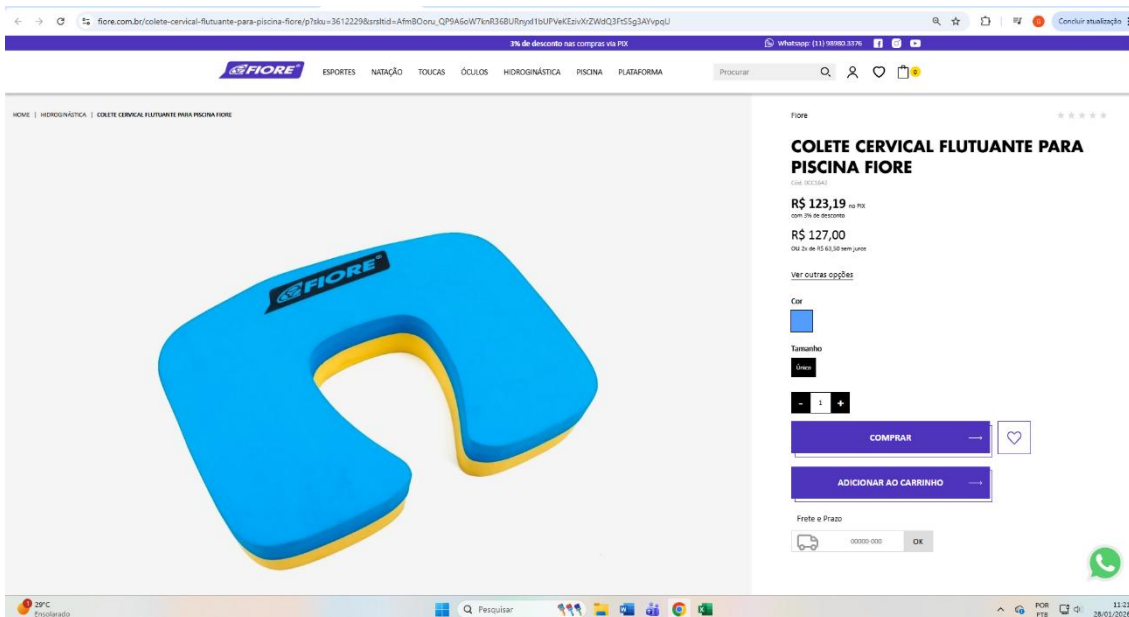 fiore.com.br/colete-cervical-flutuante-para-piscina-fiore/p?sku=3612229&srsltid=AfmBOoru_QP9A6oW7knR36BURnyd1bUPVeKEzivXrZWdQ3FtS5g3AYvpqU
Concluir atualização
3% de desconto nas compras via PIX
Whatsapp: (11) 98980.3376
FIORE
ESPORTES NATAÇÃO TOUCAS ÓCULOS HIDROGINÁSTICA PISCINA PLATAFORMA
Procurar
0
HOME | HIDROGINÁSTICA | COLETE CERVICAL FLUTUANTE PARA PISCINA FIORE
Fiore
COLETE CERVICAL FLUTUANTE PARA
PISCINA FIORE
R$ 123,19 no PIX
com 3% de desconto
R$ 127,00
OU 2x de R$ 63,50 sem juros
Ver outras opções
Cor
Tamanho
Único
- 1 +
COMPRAR
ADICIONAR AO CARRINHO
Frete e Prazo
00000-000 OK
FIORE
29°C
Ensolarado
Pesquisar
POR
PTB
11:21
28/01/2026